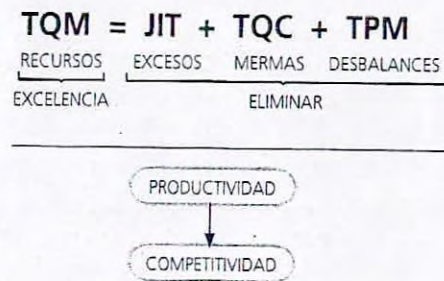 TQM = JIT + TQC + TPM
RECURSOS EXCESOS MERMAS DESBALANCES
EXCELENCIA ELIMINAR
PRODUCTIVIDAD
COMPETITIVIDAD